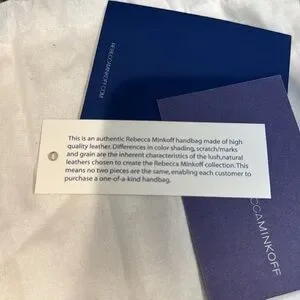 REBECCAMINKOFF.COM
This is an authentic Rebecca Minkoff handbag made of high
quality leather. Differences in color shading, scratch/marks
and grain are the inherent characteristics of the lush,natural
leathers chosen to create the Rebecca Minkoff collection. This
means no two pieces are the same, enabling each customer to
purchase a one-of-a-kind handbag.
CCAMINKOFF